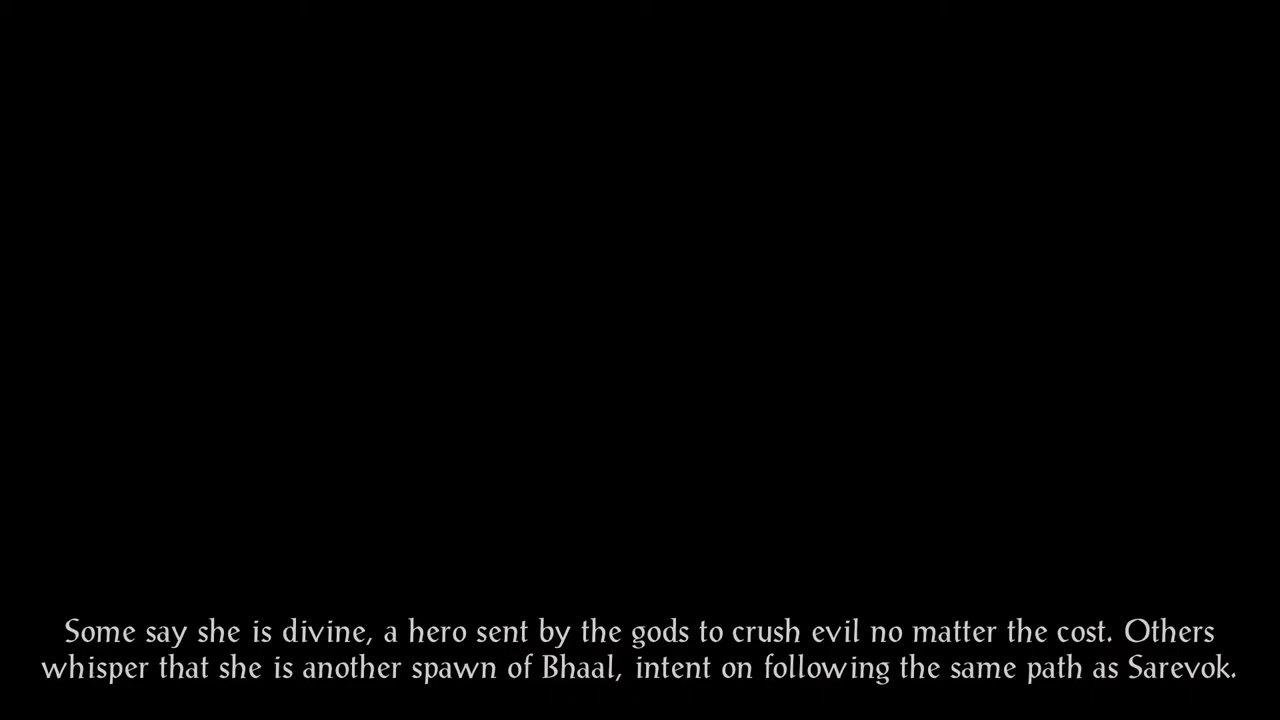 Some say she is divine, a hero sent by the gods to crush evil no matter the cost. Others
whisper that she is another spawn of Bhaal, intent on following the same path as Sarevok.